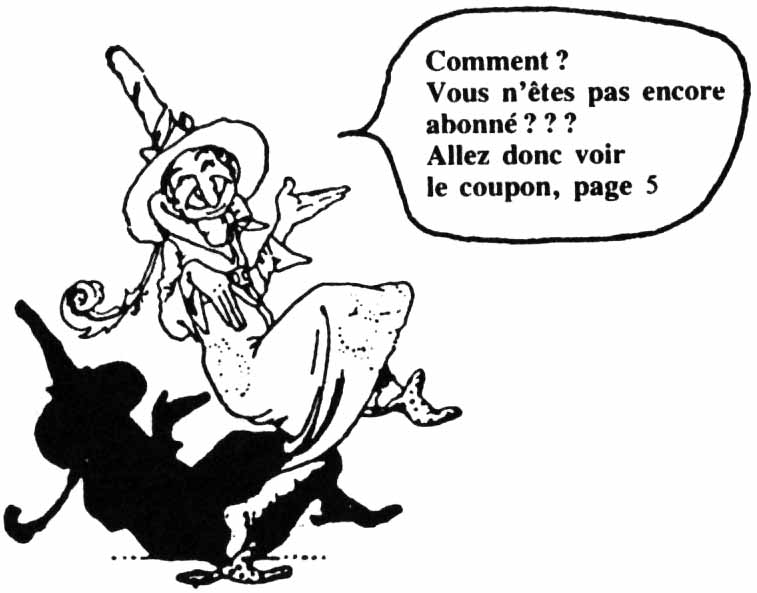 Comment ?
Vous n'êtes pas encore
abonné ? ? ?
Allez donc voir
le coupon, page 5